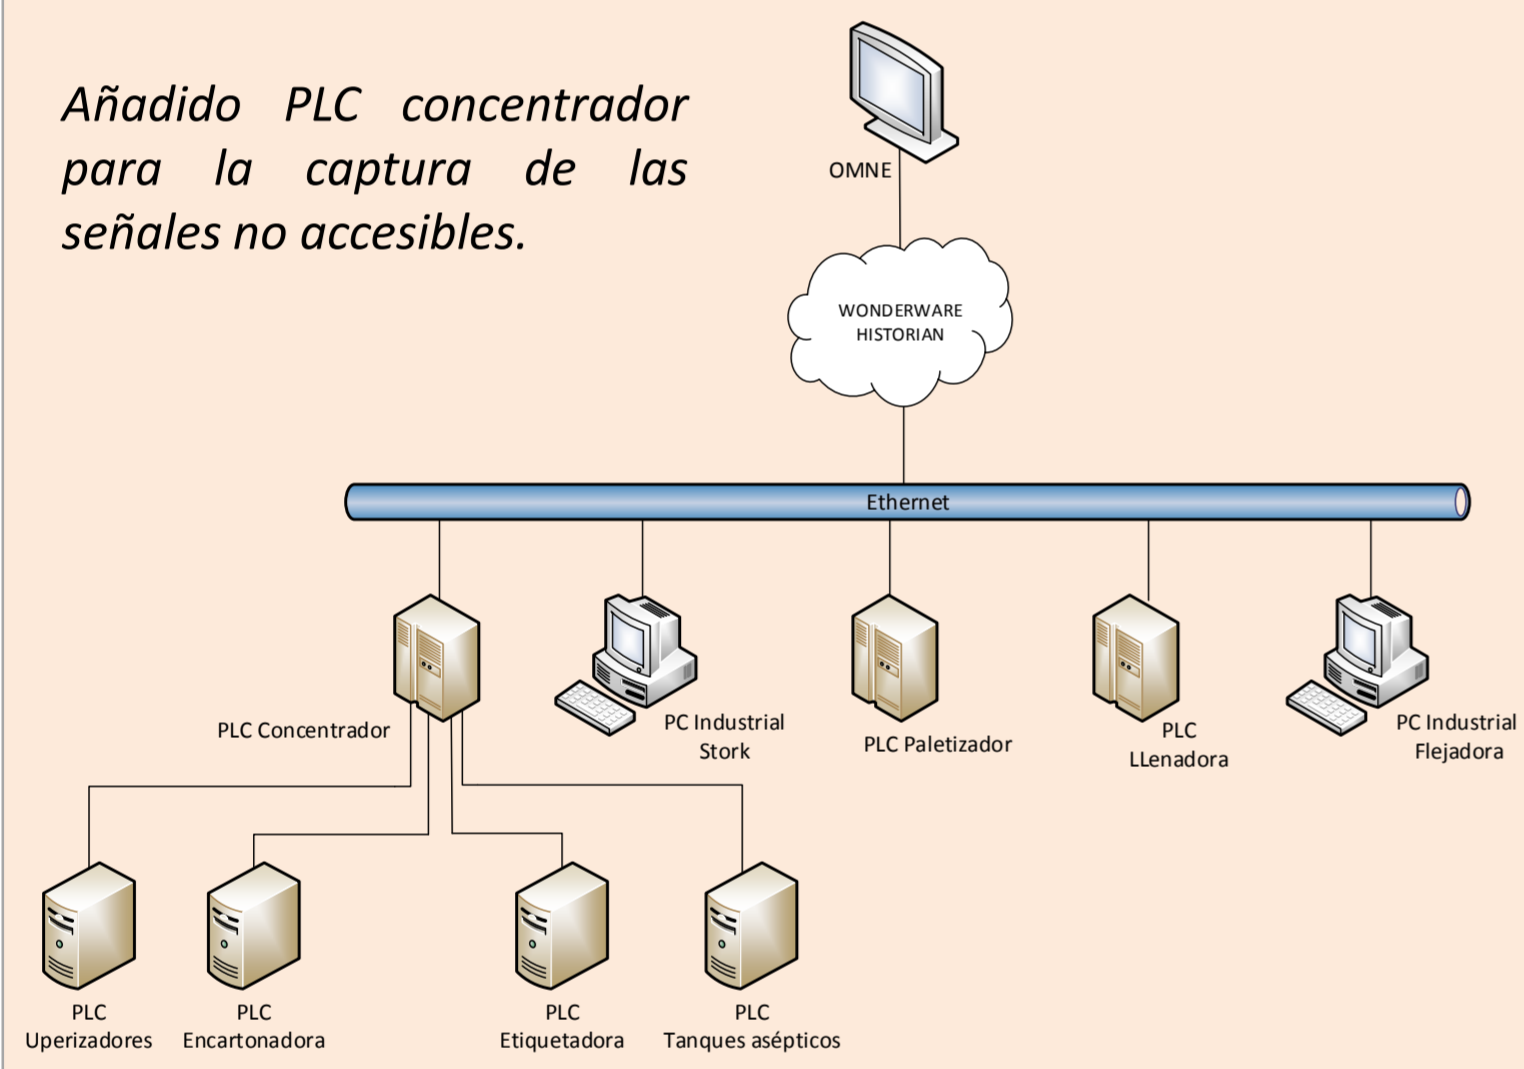 Añadido PLC concentrador
para la captura de las
señales no accesibles.
OMNE
WONDERWARE
HISTORIAN
Ethernet
PLC Concentrador
PC Industrial
Stork
PLC Paletizador
PLC
LLenadora
PC Industrial
Flejadora
PLC
Uperizadores
PLC
Encartonadora
PLC
Etiquetadora
PLC
Tanques asépticos